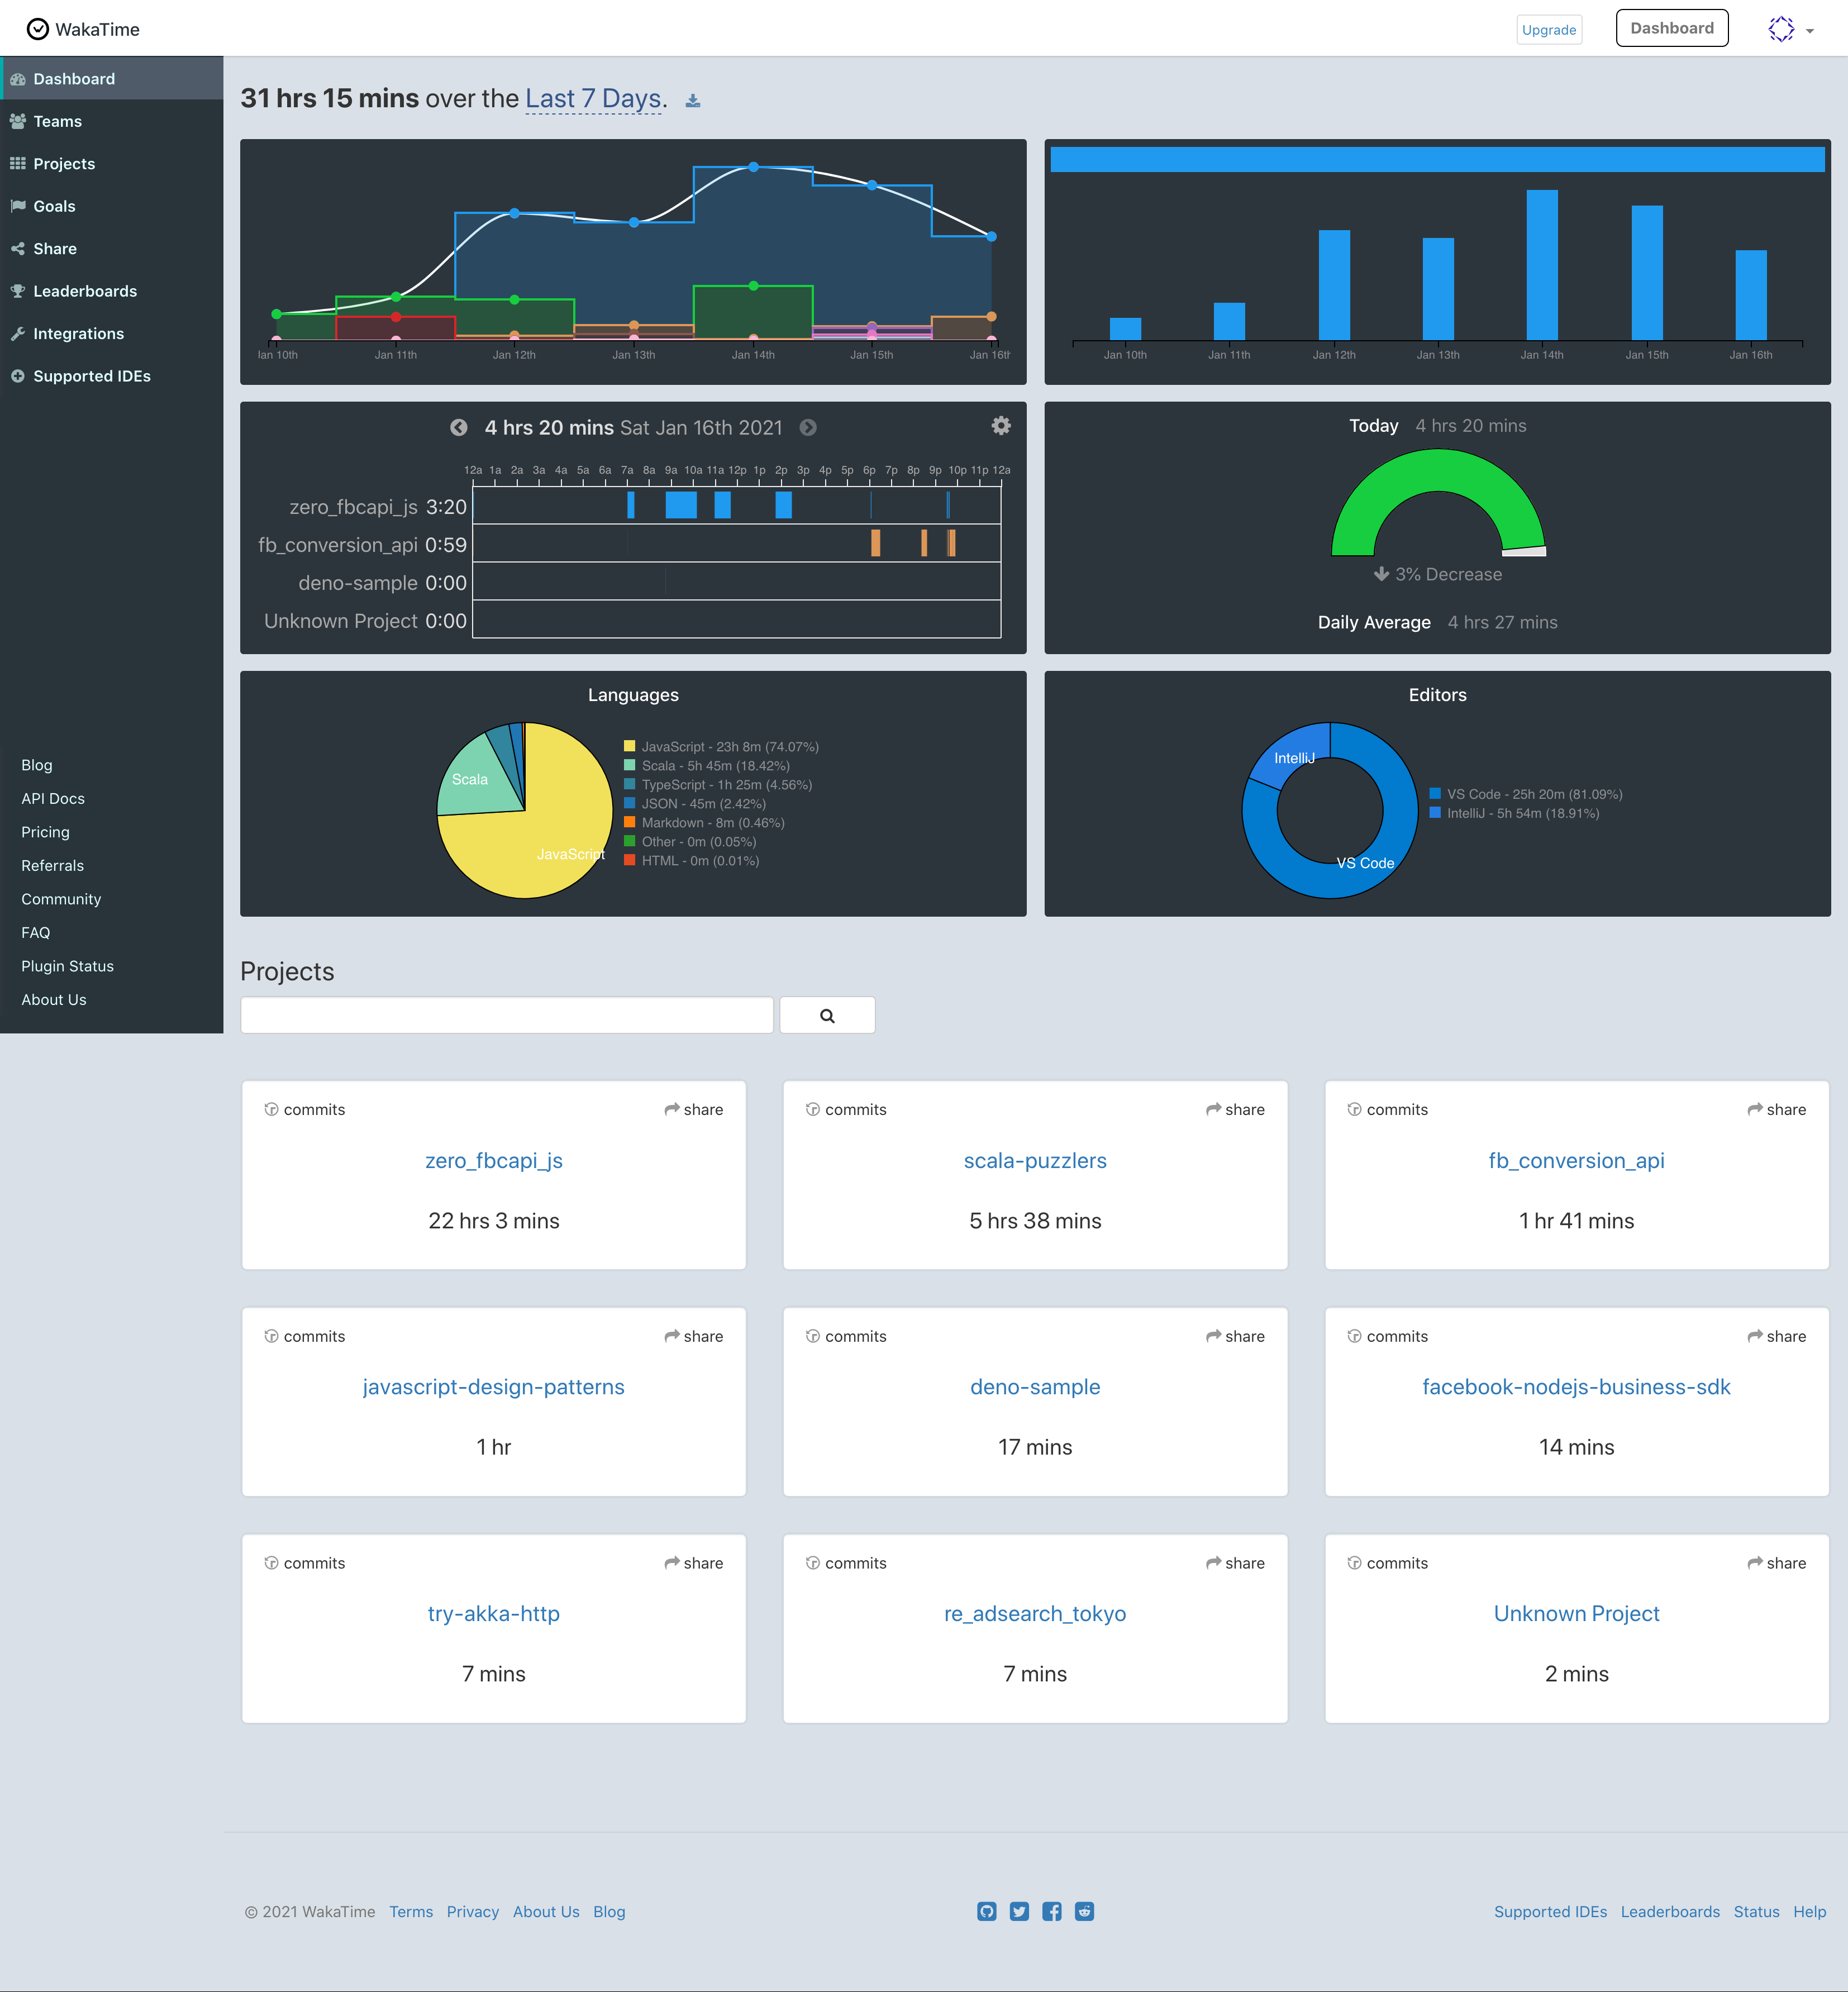 WakaTime
Upgrade
Dashboard
Dashboard
Teams
Projects
Goals
Share
Leaderboards
Integrations
Supported IDEs
Blog
API Docs
Pricing
Referrals
Community
FAQ
Plugin Status
About Us
31 hrs 15 mins over the Last 7 Days.
Jan 10th Jan 11th Jan 12th Jan 13th Jan 14th Jan 15th Jan 16th
Jan 10th Jan 11th Jan 12th Jan 13th Jan 14th Jan 15th Jan 16th
4 hrs 20 mins Sat Jan 16th 2021
12a 1a 2a 3a 4a 5a 6a 7a 8a 9a 10a 11a 12p 1p 2p 3p 4p 5p 6p 7p 8p 9p 10p 11p 12a
zero_fbcapi_js 3:20
fb_conversion_api 0:59
deno-sample 0:00
Unknown Project 0:00
Today 4 hrs 20 mins
3% Decrease
Daily Average 4 hrs 27 mins
Languages
Scala
JavaScript
JavaScript - 23h 8m (74.07%)
Scala - 5h 45m (18.42%)
TypeScript - 1h 25m (4.56%)
JSON - 45m (2.42%)
Markdown - 8m (0.46%)
Other - 0m (0.05%)
HTML - 0m (0.01%)
Editors
IntelliJ
VS Code
VS Code - 25h 20m (81.09%)
IntelliJ - 5h 54m (18.91%)
Projects
commits share
zero_fbcapi_js
22 hrs 3 mins
commits share
scala-puzzlers
5 hrs 38 mins
commits share
fb_conversion_api
1 hr 41 mins
commits share
javascript-design-patterns
1 hr
commits share
deno-sample
17 mins
commits share
facebook-nodejs-business-sdk
14 mins
commits share
try-akka-http
7 mins
commits share
re_adsearch_tokyo
7 mins
commits share
Unknown Project
2 mins
© 2021 WakaTime Terms Privacy About Us Blog
Supported IDEs Leaderboards Status Help